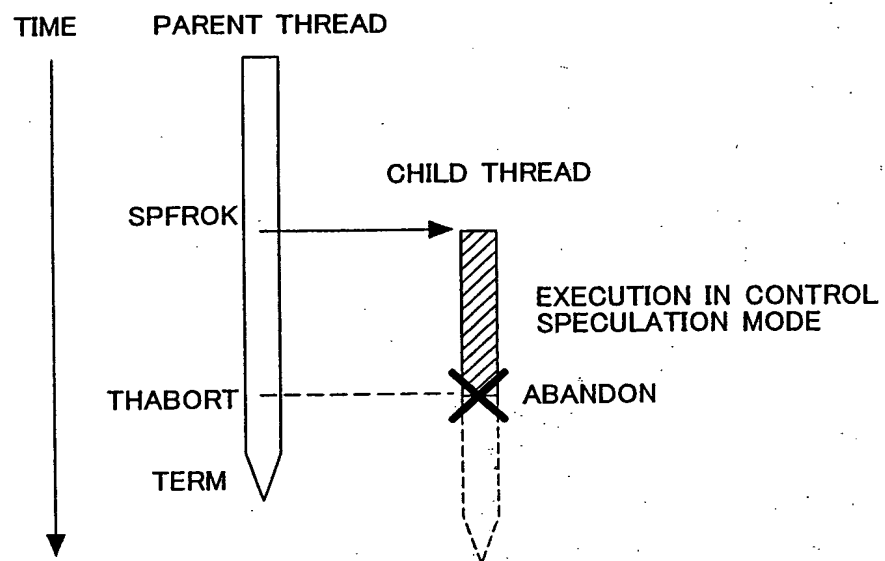 TIME
PARENT THREAD
CHILD THREAD
SPFROK
EXECUTION IN CONTROL
SPECULATION MODE
THABORT
ABANDON
TERM